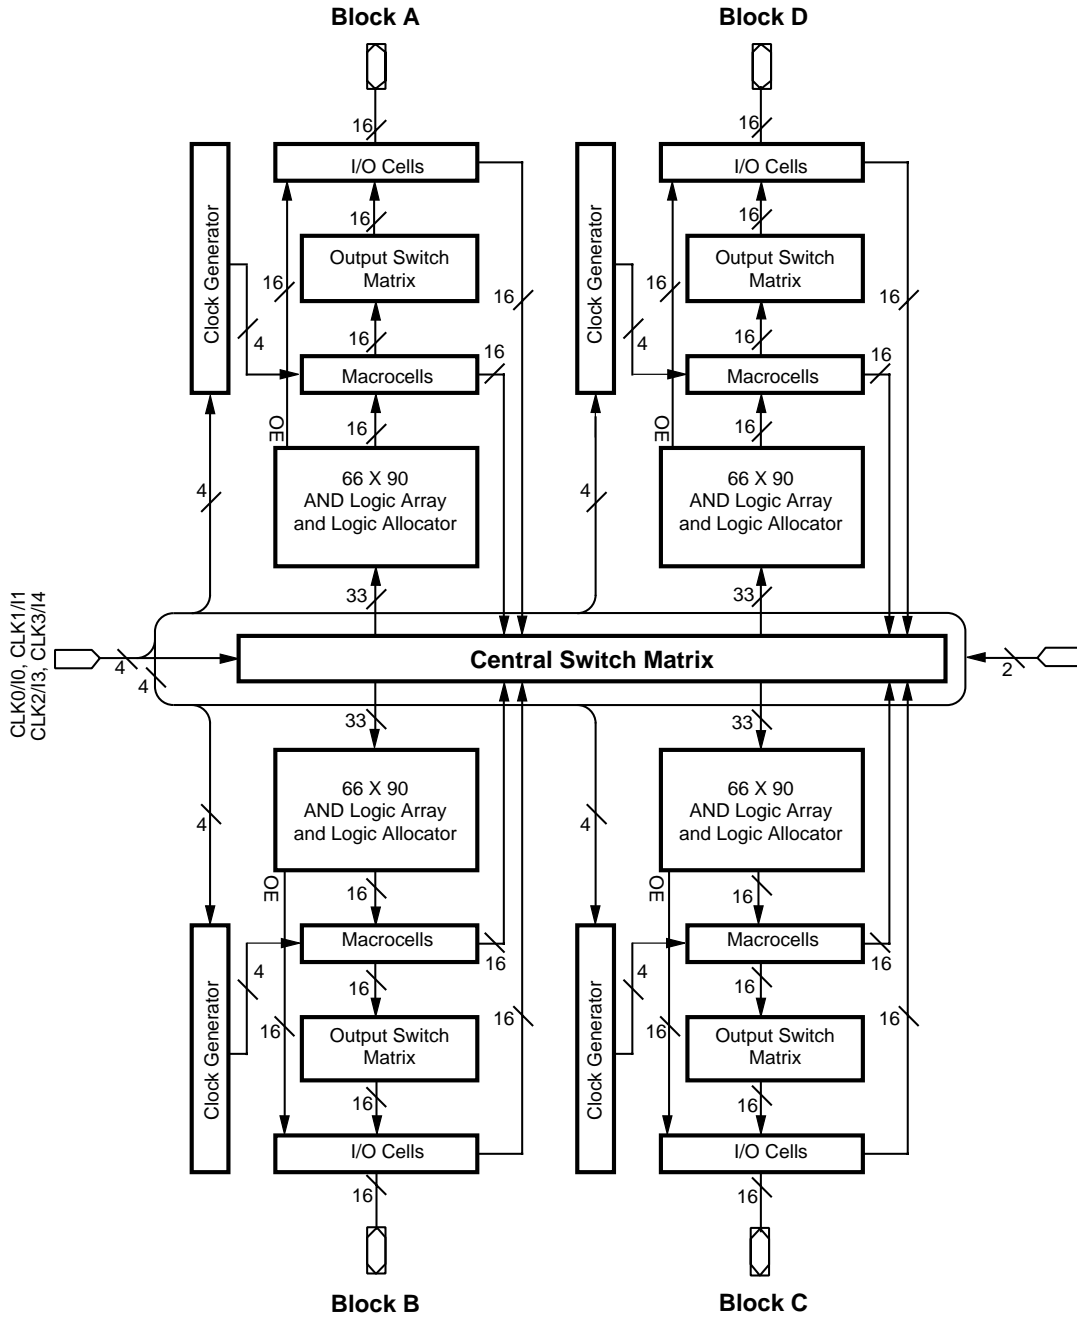 Block A
Block D
16
16
I/O Cells
I/O Cells
16
16
Clock Generator
Output Switch
Matrix
Clock Generator
Output Switch
Matrix
16
16
16
16
4
16
16
4
16
16
Macrocells
Macrocells
OE
16
OE
16
66 X 90
AND Logic Array
and Logic Allocator
66 X 90
AND Logic Array
and Logic Allocator
4
4
33
33
CLK0/I0, CLK1/I1
CLK2/I3, CLK3/I4
4
4
Central Switch Matrix
2
33
33
66 X 90
AND Logic Array
and Logic Allocator
66 X 90
AND Logic Array
and Logic Allocator
4
4
OE
16
OE
16
Macrocells
Macrocells
16
16
4
16
4
16
Clock Generator
16
Output Switch
Matrix
16
Clock Generator
16
Output Switch
Matrix
16
16
16
I/O Cells
I/O Cells
16
16
Block B
Block C